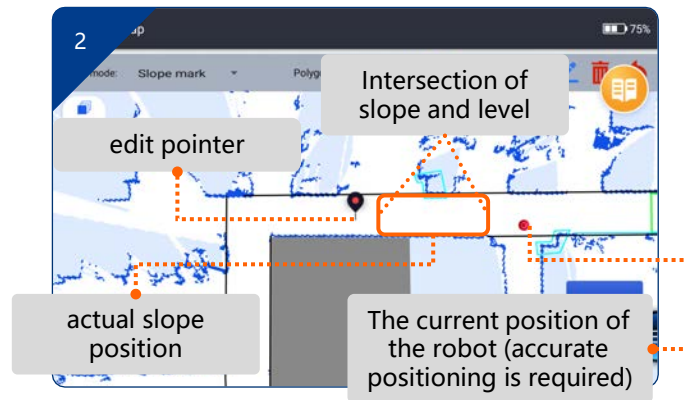 2
75%
mode: Slope mark
Intersection of
slope and level
edit pointer
actual slope
position
The current position of
the robot (accurate
positioning is required)